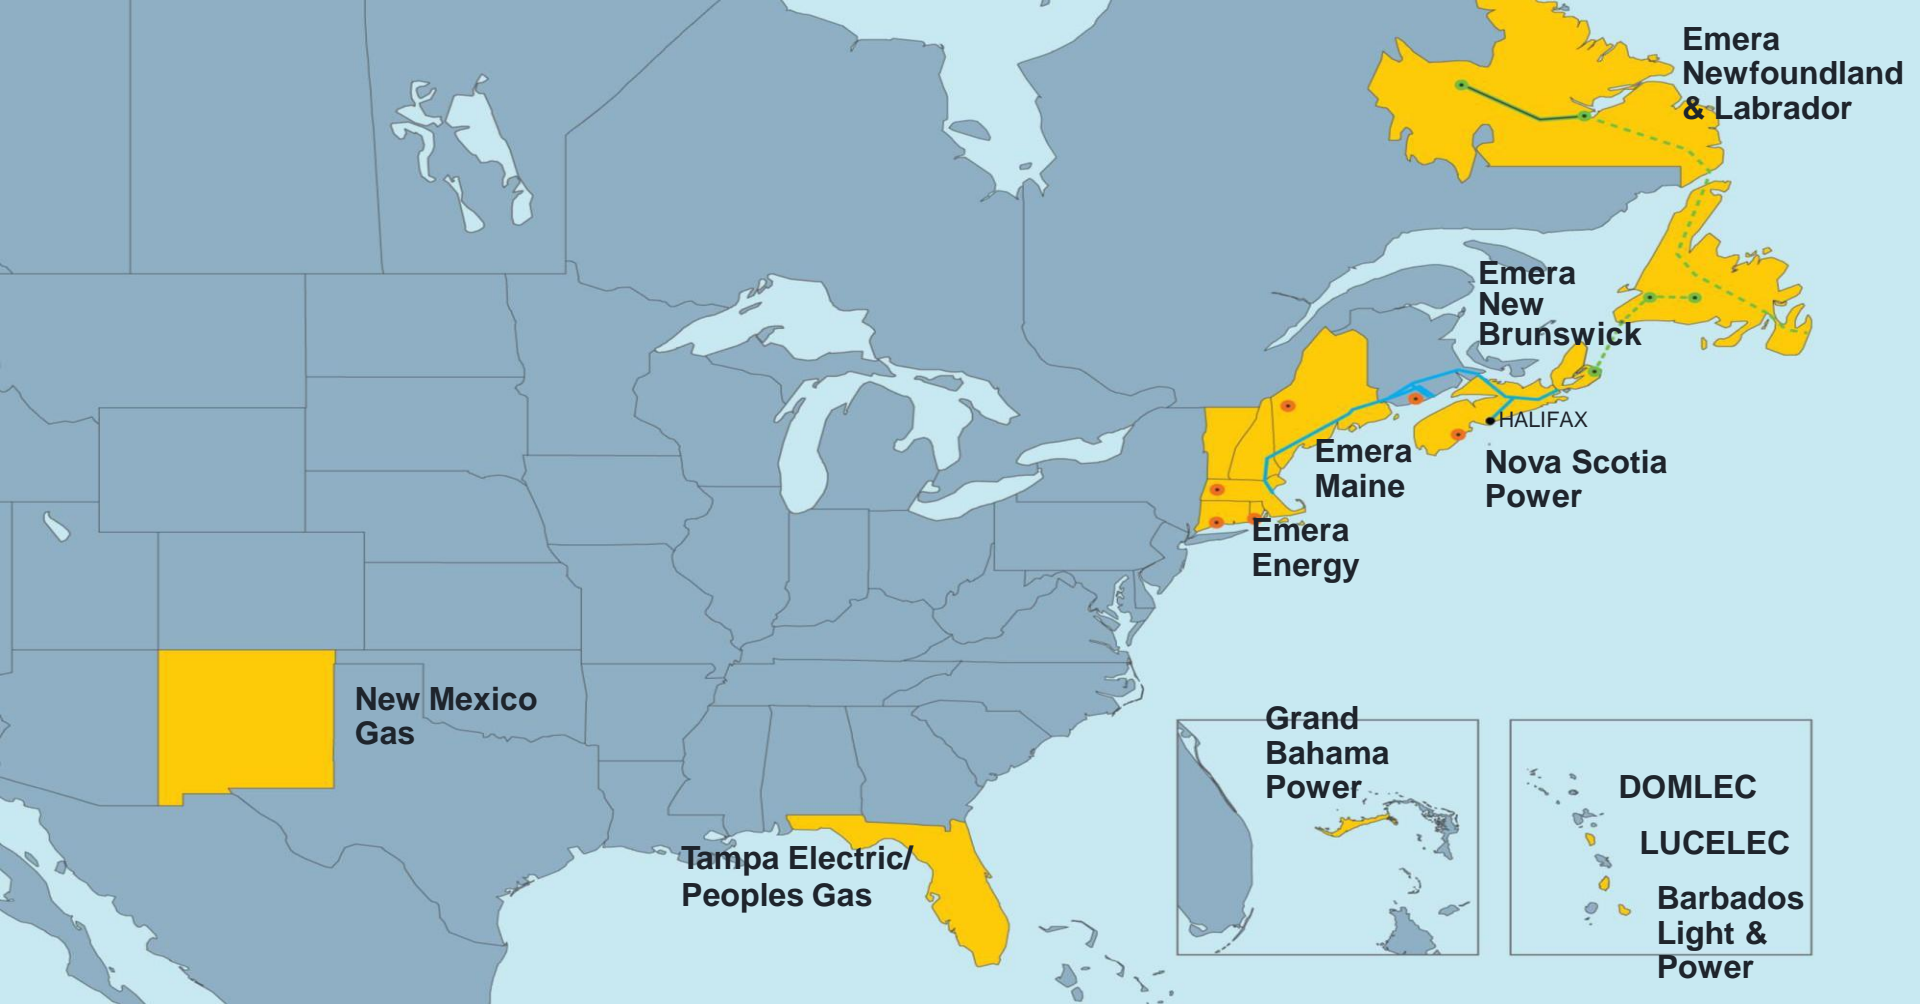 Emera
Newfoundland
& Labrador
Emera
New
Brunswick
HALIFAX
Emera
Maine
Nova Scotia
Power
Emera
Energy
New Mexico
Gas
Tampa Electric/
Peoples Gas
Grand
Bahama
Power
DOMLEC
LUCELEC
Barbados
Light &
Power